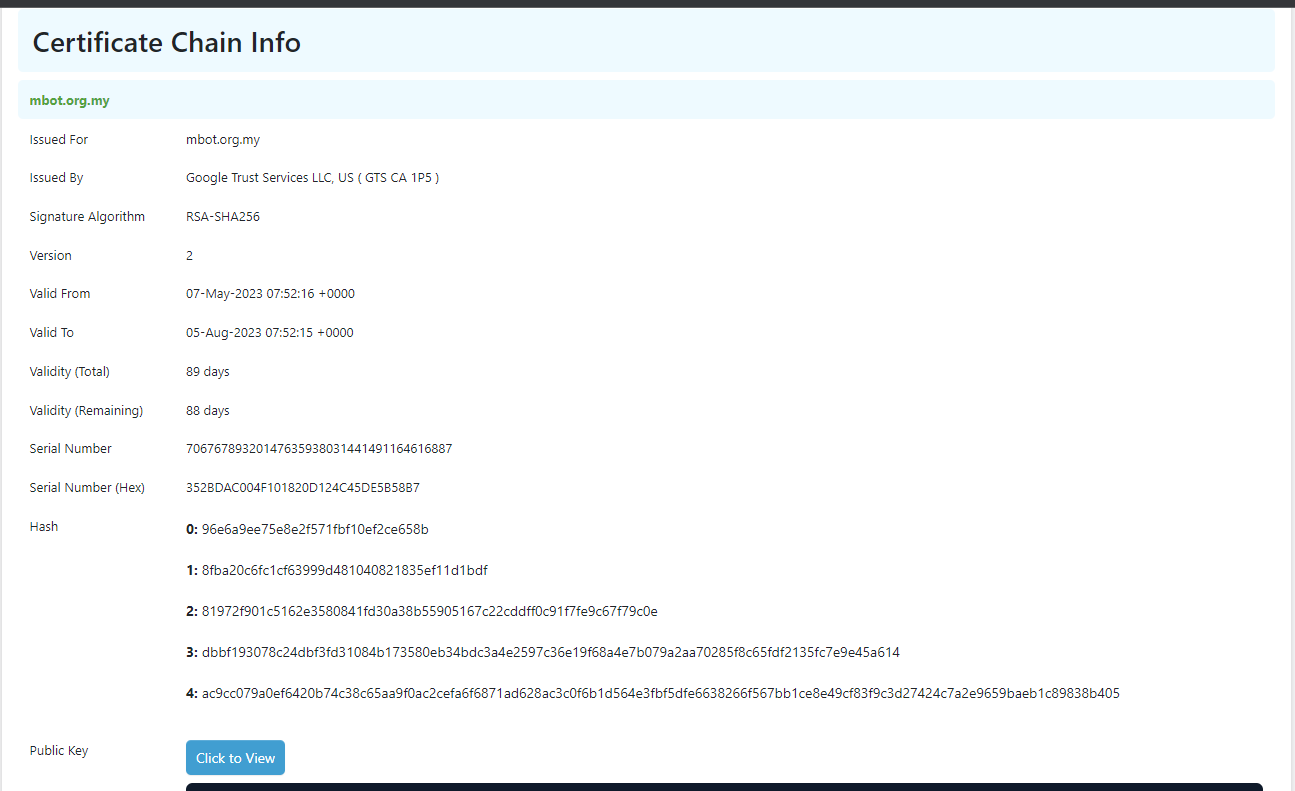 Certificate Chain Info
mbot.org.my
Issued For mbot.org.my
Issued By Google Trust Services LLC, US ( GTS CA 1P5 )
Signature Algorithm RSA-SHA256
Version 2
Valid From 07-May-2023 07:52:16 +0000
Valid To 05-Aug-2023 07:52:15 +0000
Validity (Total) 89 days
Validity (Remaining) 88 days
Serial Number 70676789320147635938031441491164616887
Serial Number (Hex) 352BDAC004F101820D124C45DE5B58B7
Hash 0: 96e6a9ee75e8e2f571fbf10ef2ce658b
1: 8fba20c6fc1cf63999d481040821835ef11d1bdf
2: 81972f901c5162e3580841fd30a38b55905167c22cddff0c91f7fe9c67f79c0e
3: dbbf193078c24dbf3fd31084b173580eb34bdc3a4e2597c36e19f68a4e7b079a2aa70285f8c65fdf2135fc7e9e45a614
4: ac9cc079a0ef6420b74c38c65aa9f0ac2cefa6f6871ad628ac3c0f6b1d564e3fbf5dfe6638266f567bb1ce8e49cf83f9c3d27424c7a2e9659baeb1c89838b405
Public Key Click to View